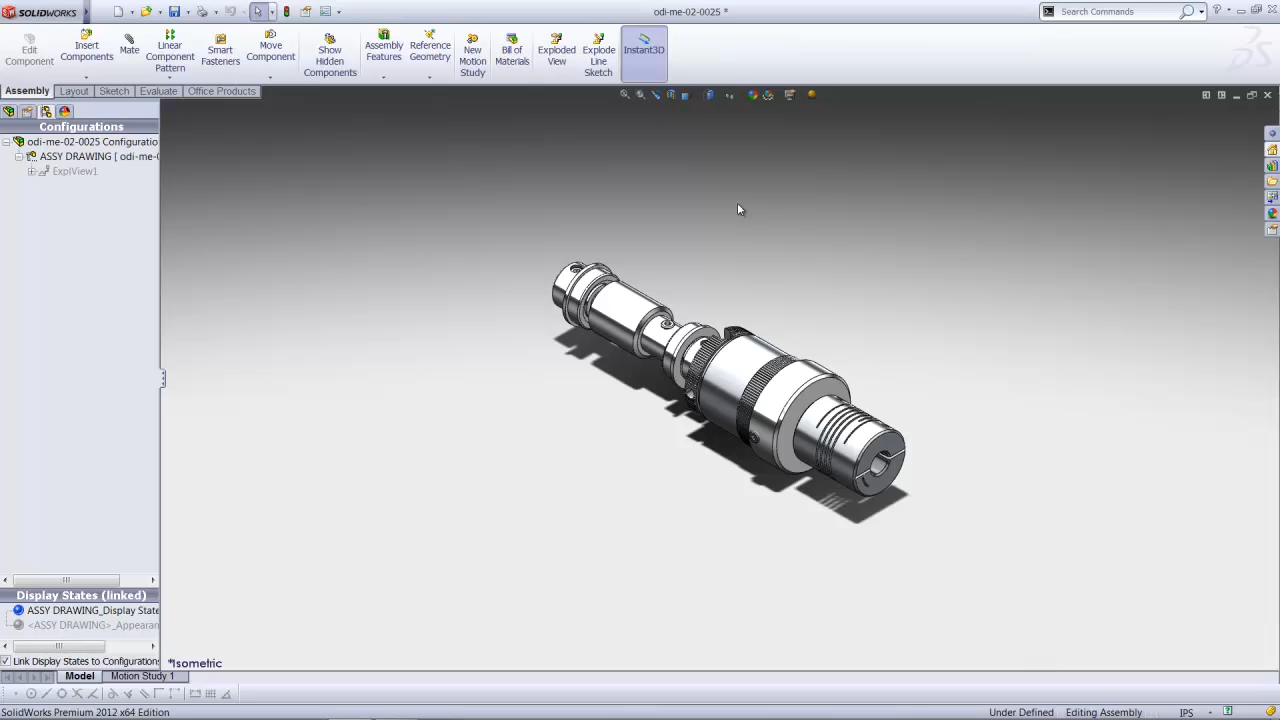 SOLIDWORKS
odi-me-02-0025 *
Search Commands
Edit Component
Insert Components
Mate
Linear Component Pattern
Smart Fasteners
Move Component
Show Hidden Components
Assembly Features
Reference Geometry
New Motion Study
Bill of Materials
Exploded View
Explode Line Sketch
Instant3D
Assembly Layout Sketch Evaluate Office Products
Configurations
odi-me-02-0025 Configuratio
ASSY DRAWING [ odi-me-
ExplView1
Display States (linked)
ASSY DRAWING_Display State
<ASSY DRAWING>_Appearan
Link Display States to Configurations
*Isometric
Model Motion Study 1
SolidWorks Premium 2012 x64 Edition
Under Defined Editing Assembly IPS